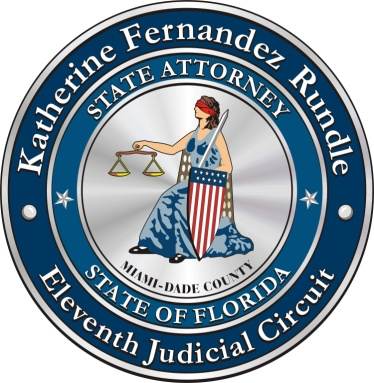 Katherine Fernandez Rundle
STATE ATTORNEY
MIAMI-DADE COUNTY
STATE OF FLORIDA
Eleventh Judicial Circuit